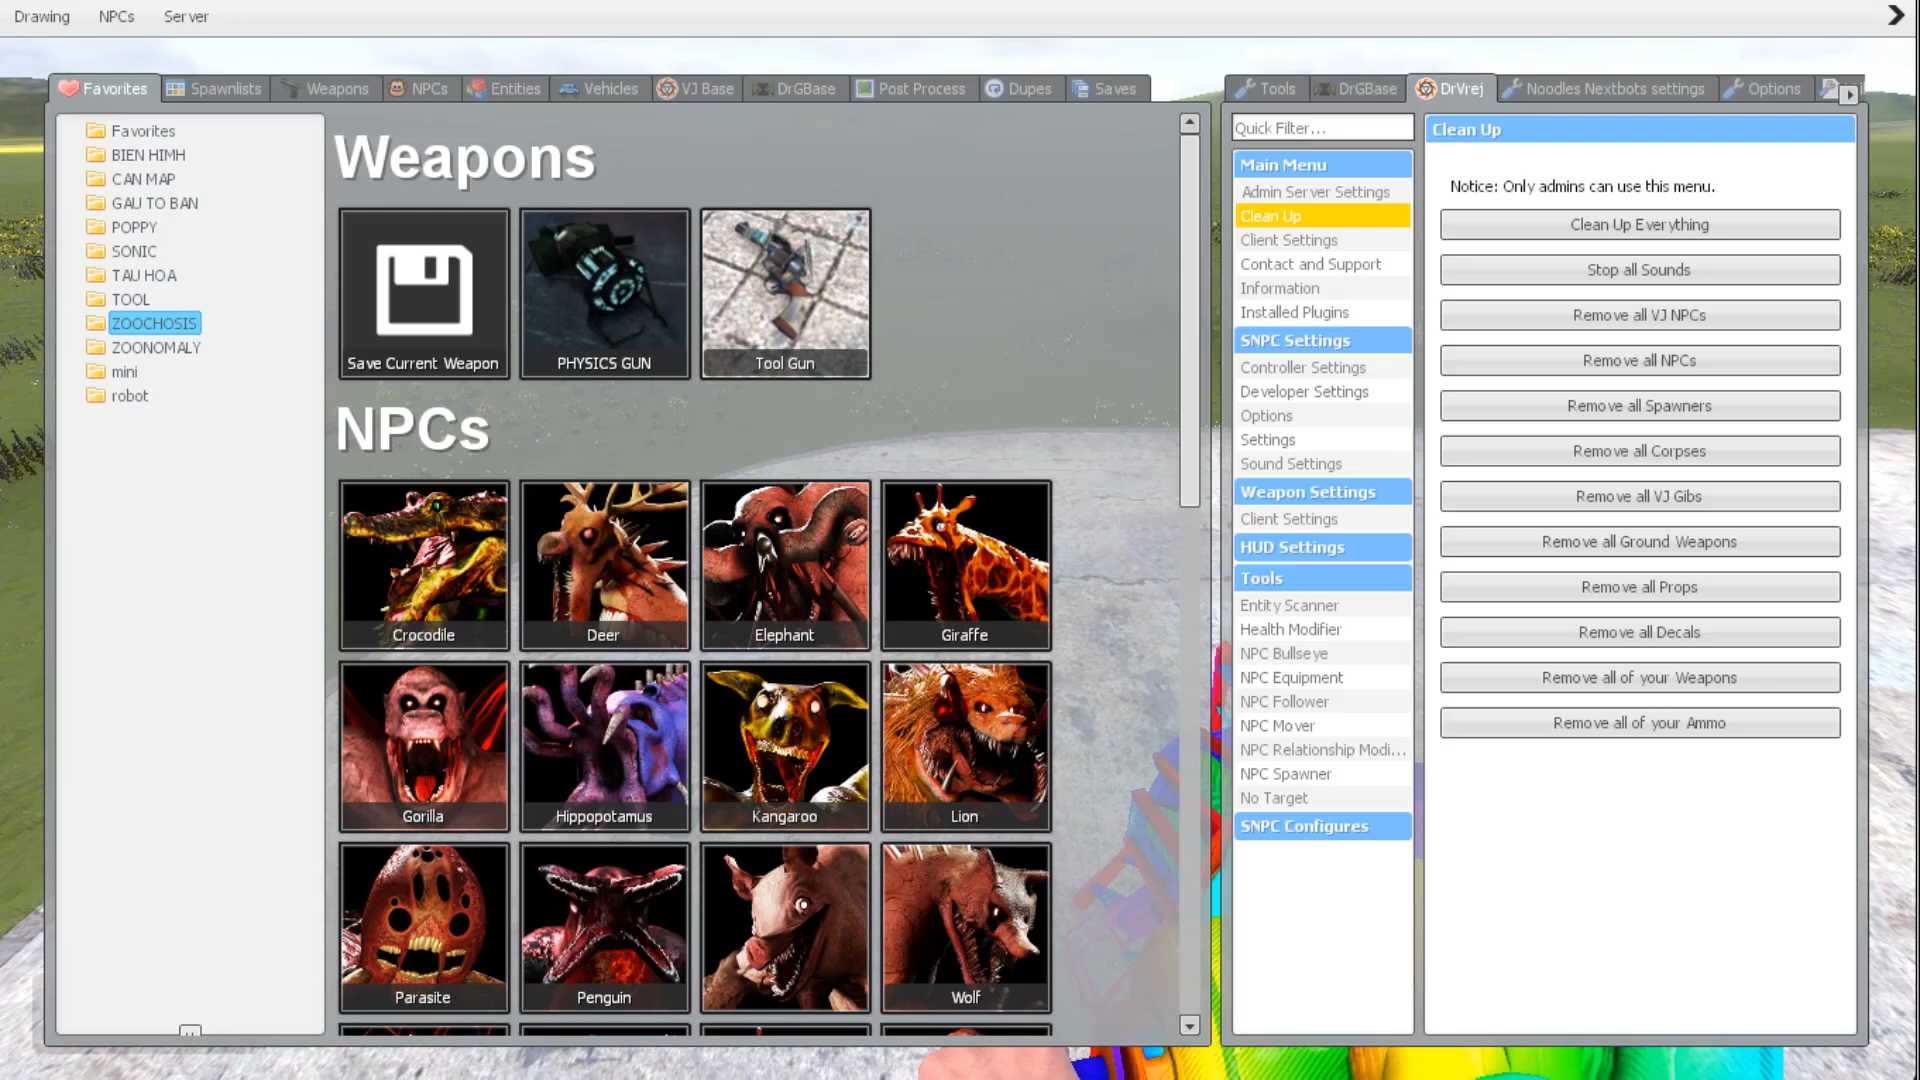 Drawing NPCs Server
Favorites Spawnlists Weapons NPCs Entities Vehicles VJ Base DrGBase Post Process Dupes Saves
Favorites
BIEN HIMH
CAN MAP
GAU TO BAN
POPPY
SONIC
TAU HOA
TOOL
ZOOCHOSIS
ZOONOMALY
mini
robot
Weapons
Save Current Weapon PHYSICS GUN Tool Gun
NPCs
Crocodile Deer Elephant Giraffe
Gorilla Hippopotamus Kangaroo Lion
Parasite Penguin Wolf
Tools DrGBase DrVrej Noodles Nextbots settings Options
Quick Filter...
Main Menu
Admin Server Settings
Clean Up
Client Settings
Contact and Support
Information
Installed Plugins
SNPC Settings
Controller Settings
Developer Settings
Options
Settings
Sound Settings
Weapon Settings
Client Settings
HUD Settings
Tools
Entity Scanner
Health Modifier
NPC Bullseye
NPC Equipment
NPC Follower
NPC Mover
NPC Relationship Modi...
NPC Spawner
No Target
SNPC Configures
Clean Up
Notice: Only admins can use this menu.
Clean Up Everything
Stop all Sounds
Remove all VJ NPCs
Remove all NPCs
Remove all Spawners
Remove all Corpses
Remove all VJ Gibs
Remove all Ground Weapons
Remove all Props
Remove all Decals
Remove all of your Weapons
Remove all of your Ammo